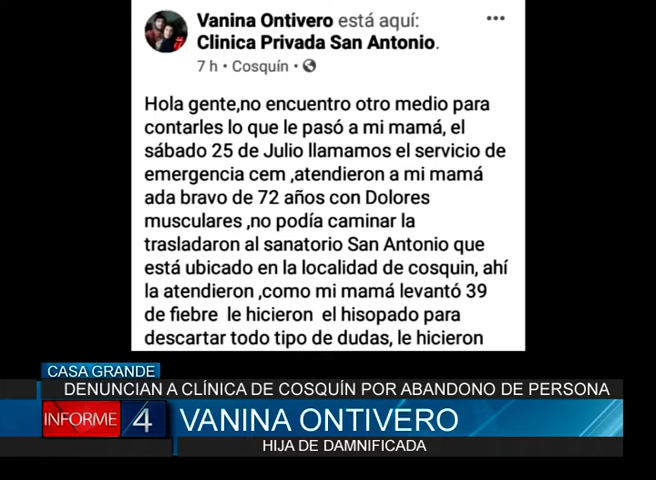 Vanina Ontivero está aquí:
Clinica Privada San Antonio.
7 h • Cosquín •
Hola gente,no encuentro otro medio para
contarles lo que le pasó a mi mamá, el
sábado 25 de Julio llamamos el servicio de
emergencia cem ,atendieron a mi mamá
ada bravo de 72 años con Dolores
musculares ,no podía caminar la
trasladaron al sanatorio San Antonio que
está ubicado en la localidad de cosquin, ahí
la atendieron ,como mi mamá levantó 39
de fiebre le hicieron el hisopado para
descartar todo tipo de dudas, le hicieron
CASA GRANDE
DENUNCIAN A CLÍNICA DE COSQUÍN POR ABANDONO DE PERSONA
INFORME 4 VANINA ONTIVERO
HIJA DE DAMNIFICADA